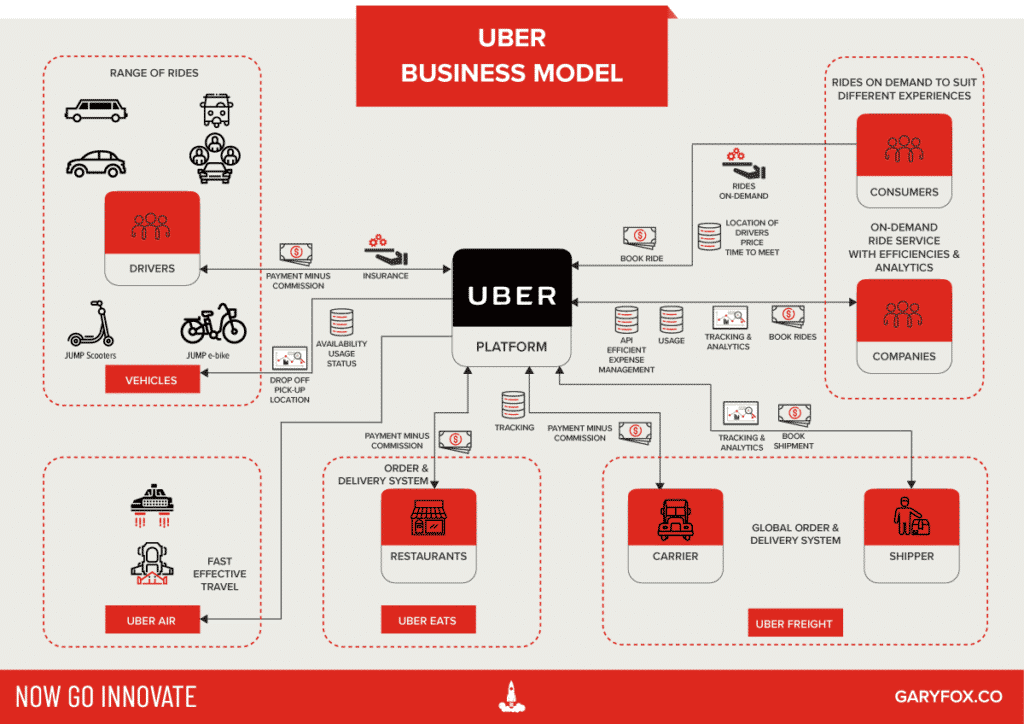 UBER
BUSINESS MODEL
RANGE OF RIDES
DRIVERS
JUMP Scooters
JUMP e-bike
VEHICLES
PAYMENT MINUS
COMMISSION
INSURANCE
AVAILABILITY
USAGE
STATUS
DROP OFF
PICK-UP
LOCATION
UBER
PLATFORM
RIDES
ON-DEMAND
LOCATION OF
DRIVERS
PRICE
TIME TO MEET
BOOK RIDE
RIDES ON DEMAND TO SUIT
DIFFERENT EXPERIENCES
CONSUMERS
ON-DEMAND
RIDE SERVICE
WITH EFFICIENCIES &
ANALYTICS
COMPANIES
API
EFFICIENT
EXPENSE
MANAGEMENT
USAGE
TRACKING &
ANALYTICS
BOOK RIDES
PAYMENT MINUS
COMMISSION
TRACKING
PAYMENT MINUS
COMMISSION
TRACKING &
ANALYTICS
BOOK
SHIPMENT
FAST
EFFECTIVE
TRAVEL
UBER AIR
ORDER &
DELIVERY SYSTEM
RESTAURANTS
UBER EATS
CARRIER
GLOBAL ORDER &
DELIVERY SYSTEM
SHIPPER
UBER FREIGHT
NOW GO INNOVATE
GARYFOX.CO